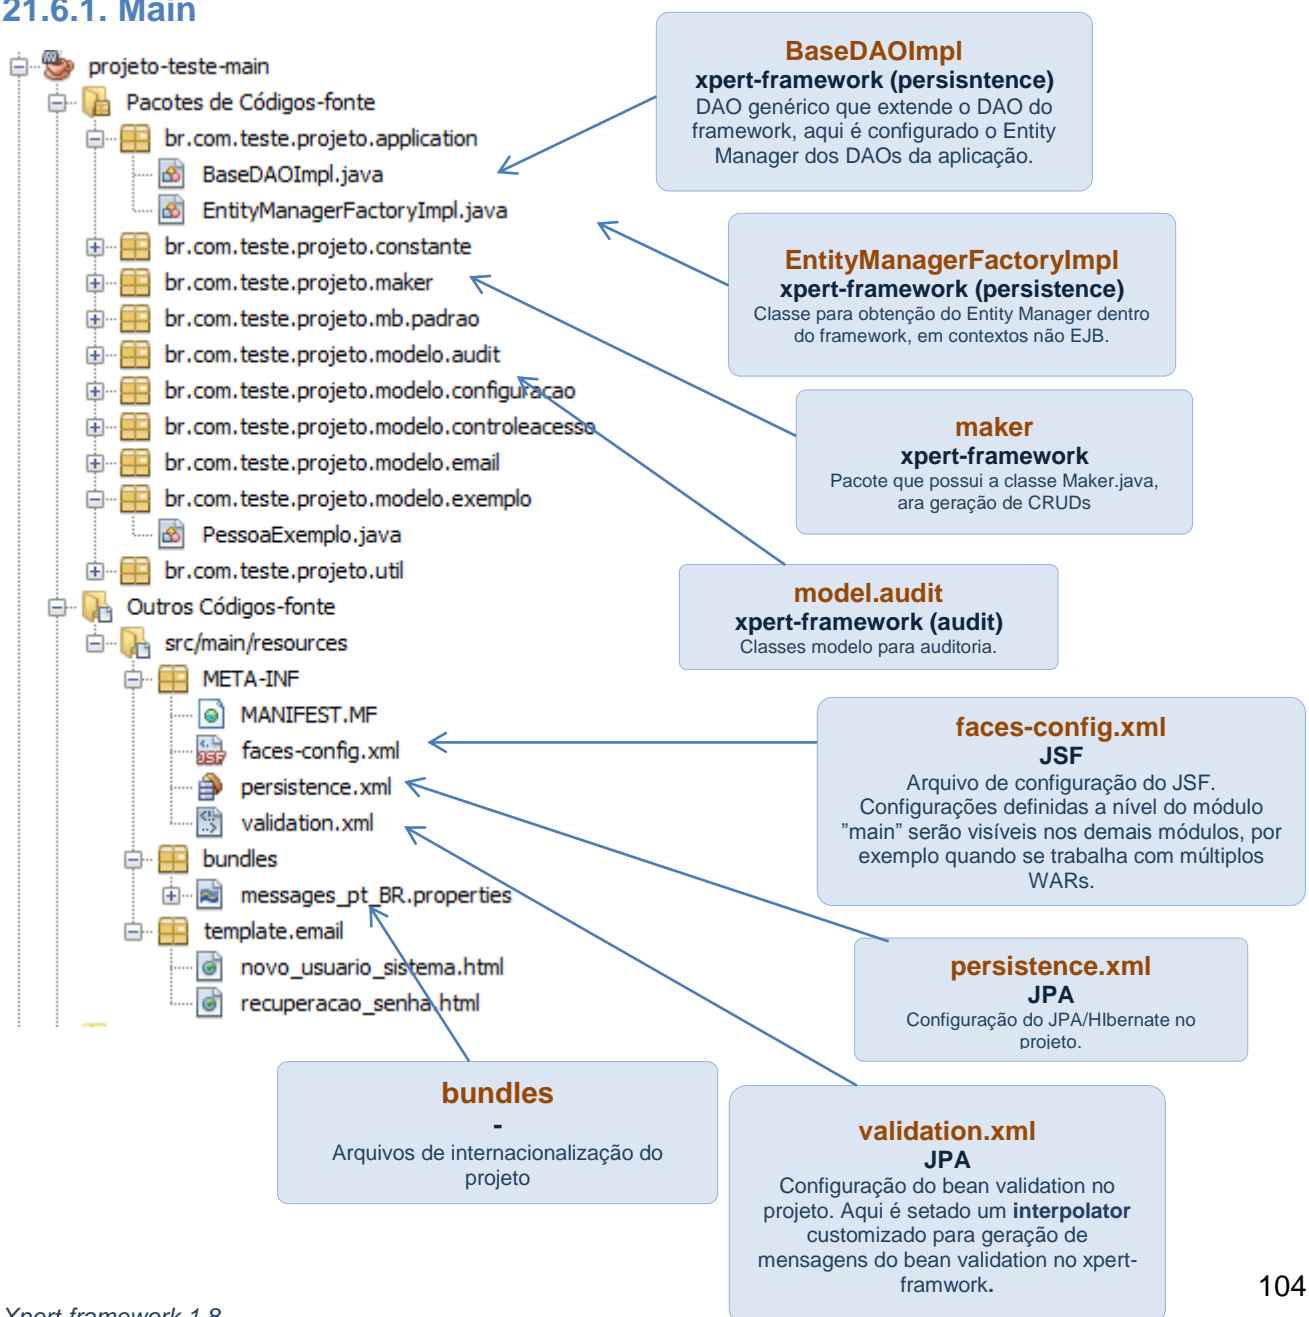 21.6.1. Main
projeto-teste-main
Pacotes de Códigos-fonte
br.com.teste.projeto.application
BaseDAOImpl.java
EntityManagerFactoryImpl.java
br.com.teste.projeto.constante
br.com.teste.projeto.maker
br.com.teste.projeto.mb.padrao
br.com.teste.projeto.modelo.audit
br.com.teste.projeto.modelo.configuracao
br.com.teste.projeto.modelo.controleacesso
br.com.teste.projeto.modelo.email
br.com.teste.projeto.modelo.exemplo
PessoaExemplo.java
br.com.teste.projeto.util
Outros Códigos-fonte
src/main/resources
META-INF
MANIFEST.MF
faces-config.xml
persistence.xml
validation.xml
bundles
messages_pt_BR.properties
template.email
novo_usuario_sistema.html
recuperacao_senha.html
BaseDAOImpl
xpert-framework (persisntence)
DAO genérico que extende o DAO do
framework, aqui é configurado o Entity
Manager dos DAOs da aplicação.
EntityManagerFactoryImpl
xpert-framework (persistence)
Classe para obtenção do Entity Manager dentro
do framework, em contextos não EJB.
maker
xpert-framework
Pacote que possui a classe Maker.java,
ara geração de CRUDs
model.audit
xpert-framework (audit)
Classes modelo para auditoria.
faces-config.xml
JSF
Arquivo de configuração do JSF.
Configurações definidas a nível do módulo
”main” serão visíveis nos demais módulos, por
exemplo quando se trabalha com múltiplos
WARs.
persistence.xml
JPA
Configuração do JPA/HIbernate no
projeto.
bundles
-
Arquivos de internacionalização do
projeto
validation.xml
JPA
Configuração do bean validation no
projeto. Aqui é setado um interpolator
customizado para geração de
mensagens do bean validation no xpert-
framwork.
104
Xpert-framework 1.8